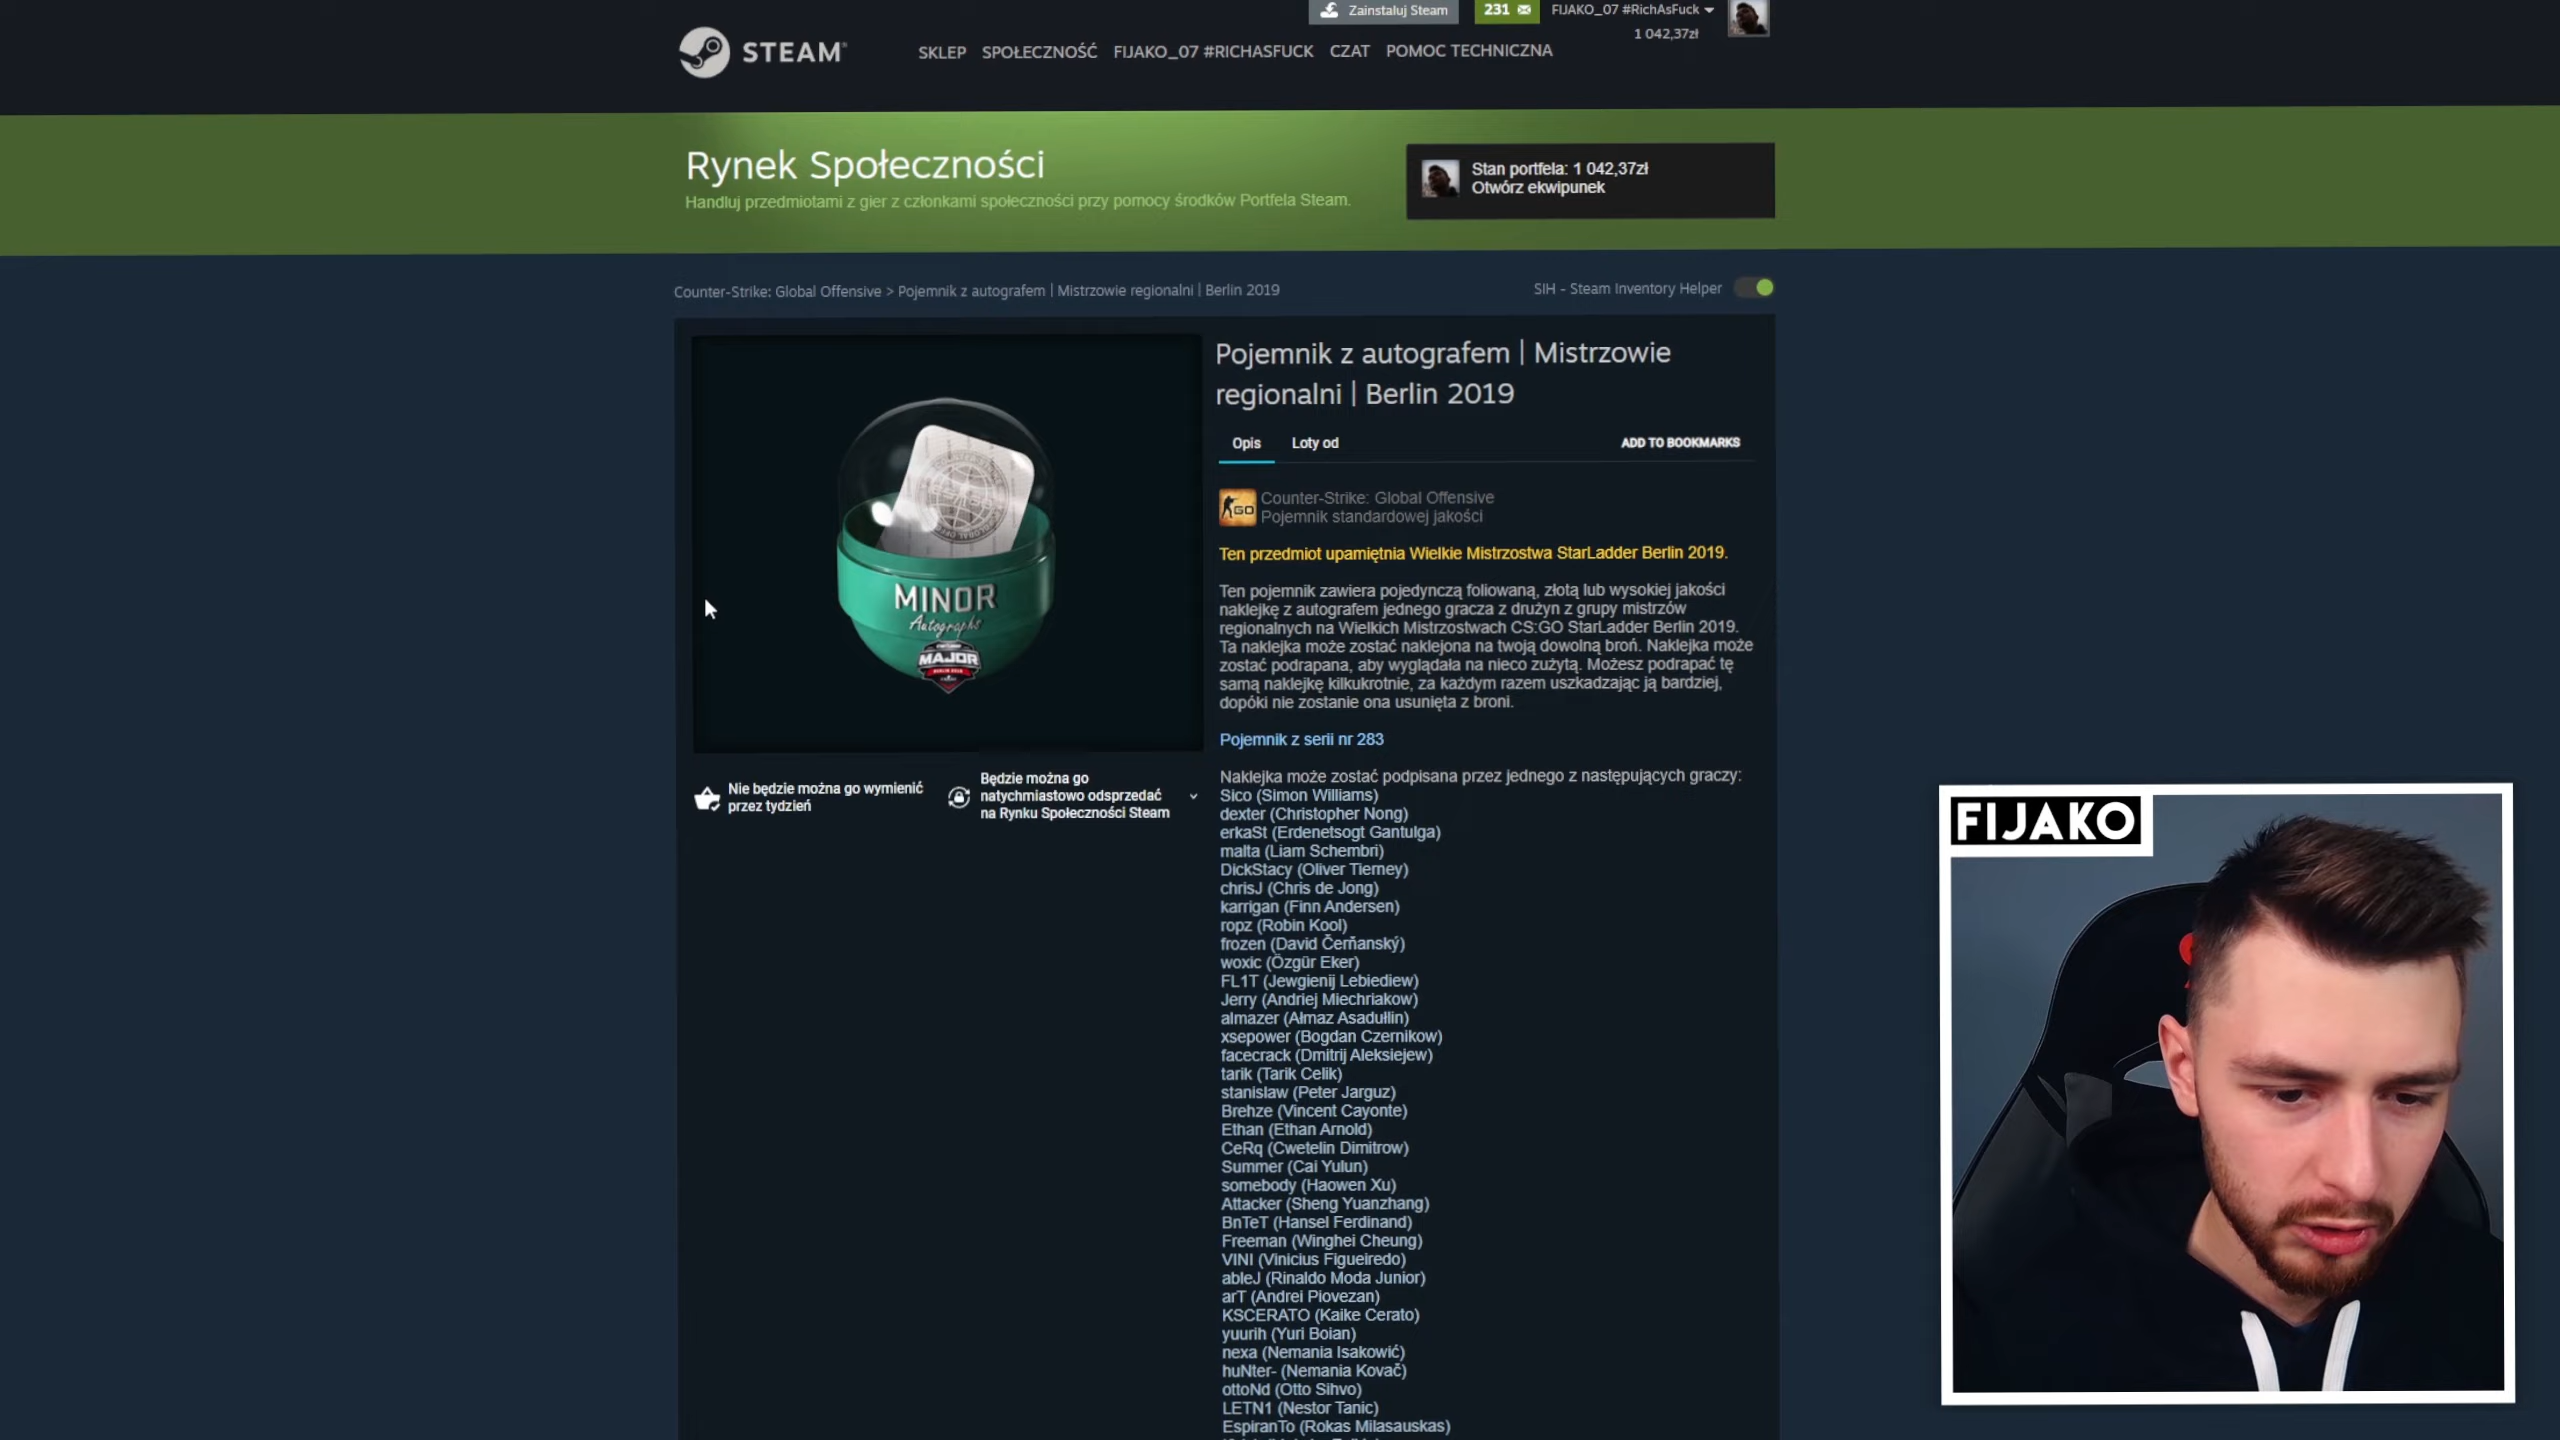 Zainstaluj Steam
231
FIJAKO_07 #RichAsFuck
1 042,37zł
STEAM
SKLEP SPOŁECZNOŚĆ FIJAKO_07 #RICHASFUCK CZAT POMOC TECHNICZNA
Rynek Społeczności
Handluj przedmiotami z gier z członkami społeczności przy pomocy środków Portfela Steam.
Stan portfela: 1 042,37zł
Otwórz ekwipunek
Counter-Strike: Global Offensive > Pojemnik z autografem | Mistrzowie regionalni | Berlin 2019
SIH - Steam Inventory Helper
MINOR
Autographs
MAJOR
Nie będzie można go wymienić
przez tydzień
Będzie można go
natychmiastowo odsprzedać
na Rynku Społeczności Steam
Pojemnik z autografem | Mistrzowie
regionalni | Berlin 2019
Opis Loty od ADD TO BOOKMARKS
GO
Counter-Strike: Global Offensive
Pojemnik standardowej jakości
Ten przedmiot upamiętnia Wielkie Mistrzostwa StarLadder Berlin 2019.
Ten pojemnik zawiera pojedynczą foliowaną, złotą lub wysokiej jakości
naklejkę z autografem jednego gracza z drużyn z grupy mistrzów
regionalnych na Wielkich Mistrzostwach CS:GO StarLadder Berlin 2019.
Ta naklejka może zostać naklejona na twoją dowolną broń. Naklejka może
zostać podrapana, aby wyglądała na nieco zużytą. Możesz podrapać tę
samą naklejkę kilkukrotnie, za każdym razem uszkadzając ją bardziej,
dopóki nie zostanie ona usunięta z broni.
Pojemnik z serii nr 283
Naklejka może zostać podpisana przez jednego z następujących graczy:
Sico (Simon Williams)
dexter (Christopher Nong)
erkaSt (Erdenetsogt Gantulga)
malta (Liam Schembri)
DickStacy (Oliver Tierney)
chrisJ (Chris de Jong)
karrigan (Finn Andersen)
ropz (Robin Kool)
frozen (David Čerňanský)
woxic (Özgür Eker)
FL1T (Jewgienij Lebiediew)
Jerry (Andriej Miechriakow)
almazer (Ałmaz Asadułlin)
xsepower (Bogdan Czernikow)
facecrack (Dmitrij Aleksiejew)
tarik (Tarik Celik)
stanislaw (Peter Jarguz)
Brehze (Vincent Cayonte)
Ethan (Ethan Arnold)
CeRq (Cwetelin Dimitrow)
Summer (Cai Yulun)
somebody (Haowen Xu)
Attacker (Sheng Yuanzhang)
BnTeT (Hansel Ferdinand)
Freeman (Winghei Cheung)
VINI (Vinicius Figueiredo)
ableJ (Rinaldo Moda Junior)
arT (Andrei Piovezan)
KSCERATO (Kaike Cerato)
yuurih (Yuri Boian)
nexa (Nemania Isakowić)
huNter- (Nemania Kovač)
ottoNd (Otto Sihvo)
LETN1 (Nestor Tanic)
EspiranTo (Rokas Milasauskas)
FIJAKO